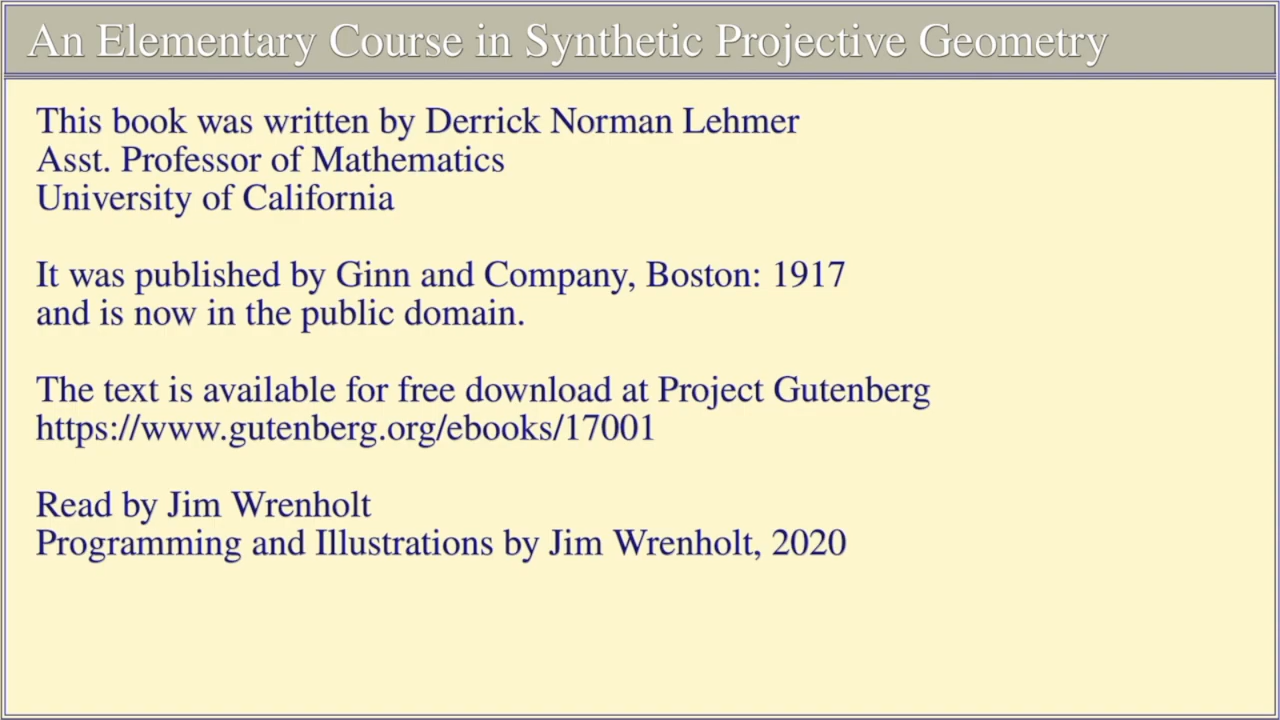 An Elementary Course in Synthetic Projective Geometry
This book was written by Derrick Norman Lehmer
Asst. Professor of Mathematics
University of California
It was published by Ginn and Company, Boston: 1917
and is now in the public domain.
The text is available for free download at Project Gutenberg
https://www.gutenberg.org/ebooks/17001
Read by Jim Wrenholt
Programming and Illustrations by Jim Wrenholt, 2020